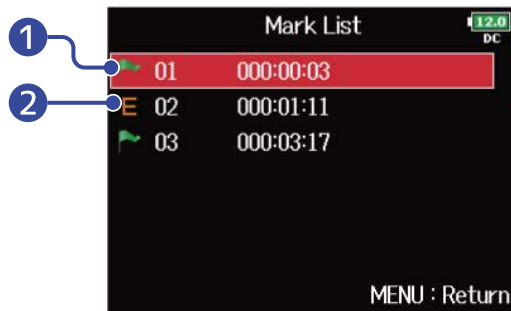 Mark List
12.0
DC
1
01 000:00:03
2
E 02 000:01:11
03 000:03:17
MENU : Return